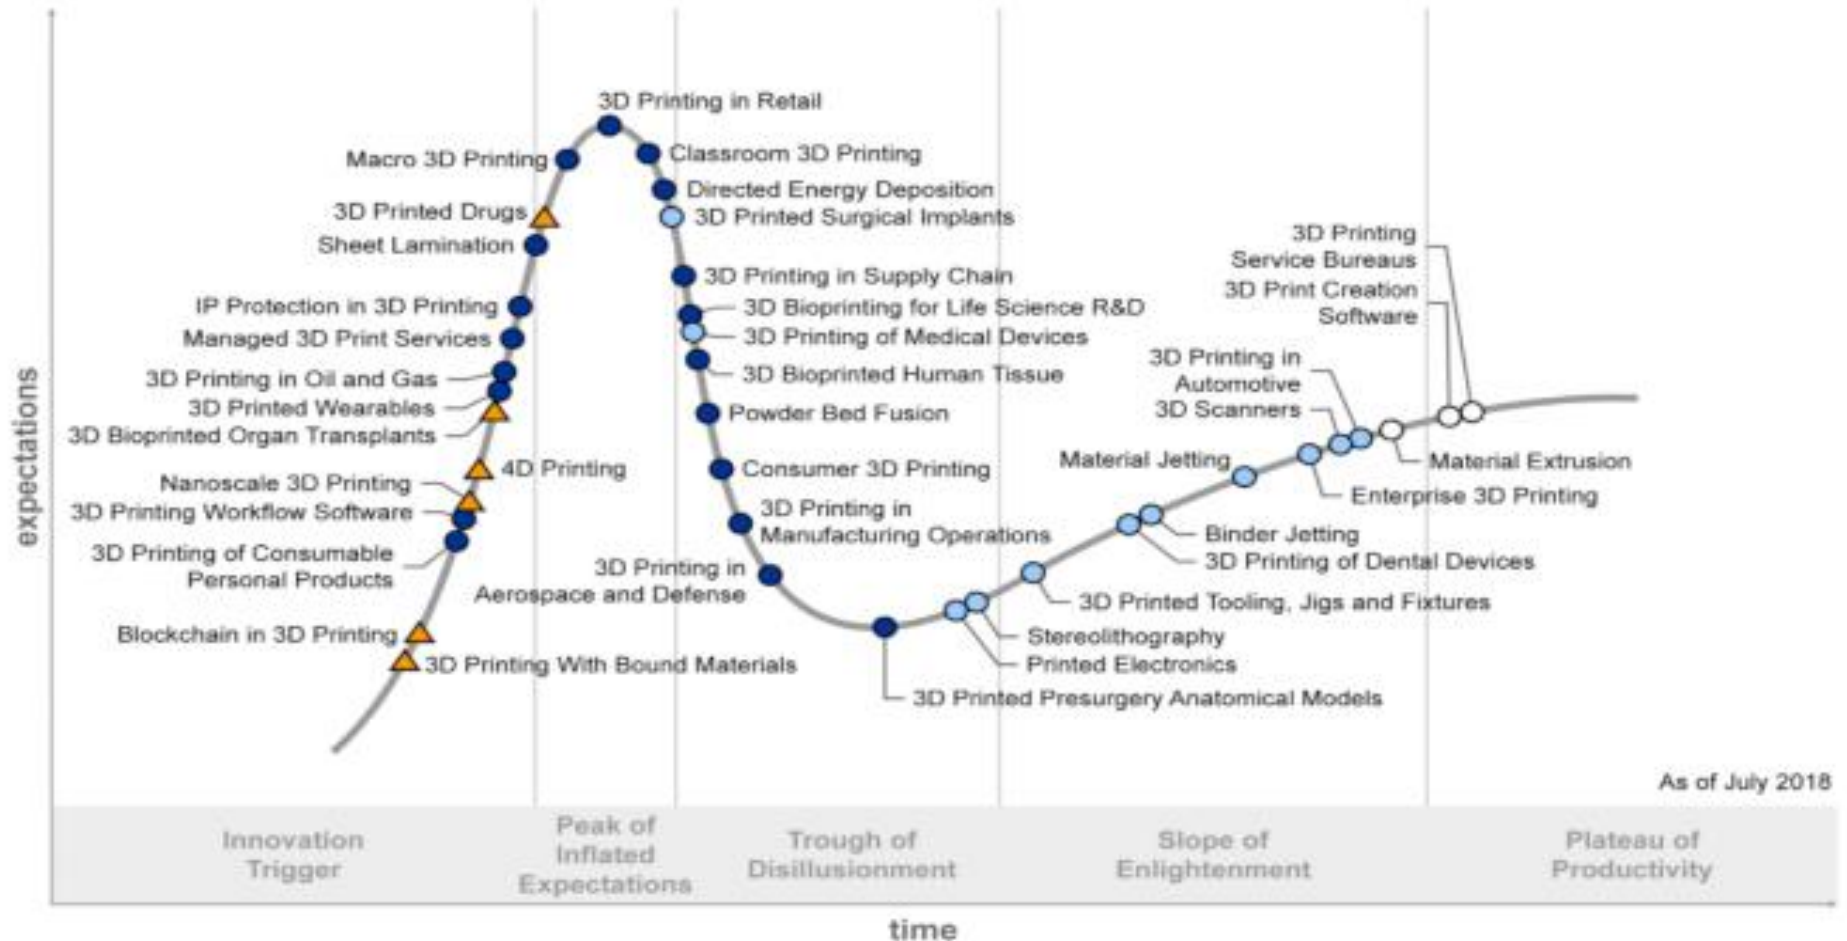 3D Printing in Retail
Macro 3D Printing
Classroom 3D Printing
Directed Energy Deposition
3D Printed Drugs
3D Printed Surgical Implants
Sheet Lamination
3D Printing
Service Bureaus
3D Printing in Supply Chain
3D Print Creation
Software
IP Protection in 3D Printing
3D Bioprinting for Life Science R&D
Managed 3D Print Services
3D Printing of Medical Devices
3D Printing in
Automotive
3D Printing in Oil and Gas
3D Bioprinted Human Tissue
3D Printed Wearables
Powder Bed Fusion
3D Scanners
3D Bioprinted Organ Transplants
4D Printing
Consumer 3D Printing
Material Jetting
Material Extrusion
Nanoscale 3D Printing
Enterprise 3D Printing
3D Printing Workflow Software
3D Printing in
Manufacturing Operations
Binder Jetting
3D Printing of Consumable
Personal Products
3D Printing of Dental Devices
3D Printing in
Aerospace and Defense
3D Printed Tooling, Jigs and Fixtures
Blockchain in 3D Printing
Stereolithography
3D Printing With Bound Materials
Printed Electronics
3D Printed Presurgery Anatomical Models
expectations
As of July 2018
Innovation
Trigger
Peak of
Inflated
Expectations
Trough of
Disillusionment
Slope of
Enlightenment
Plateau of
Productivity
time